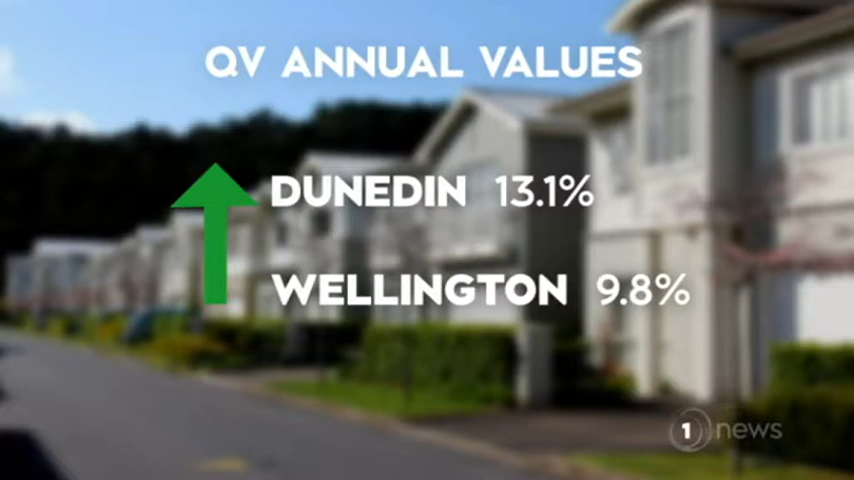 QV ANNUAL VALUES
DUNEDIN 13.1%
WELLINGTON 9.8%
1 news